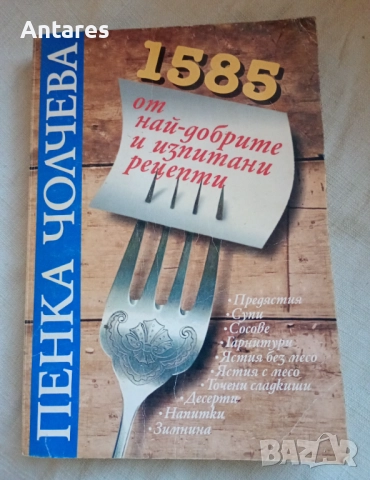 Antares
ПЕНКА ЧОЛЧЕВА
1585
от
най-добрите
и изпитани
рецепти
• Предястия
• Супи
• Сосове
• Гарнитури
• Ястия без месо
• Ястия с месо
• Точени сладкиши
• Десерти
• Напитки
• Зимнина
BAZAR